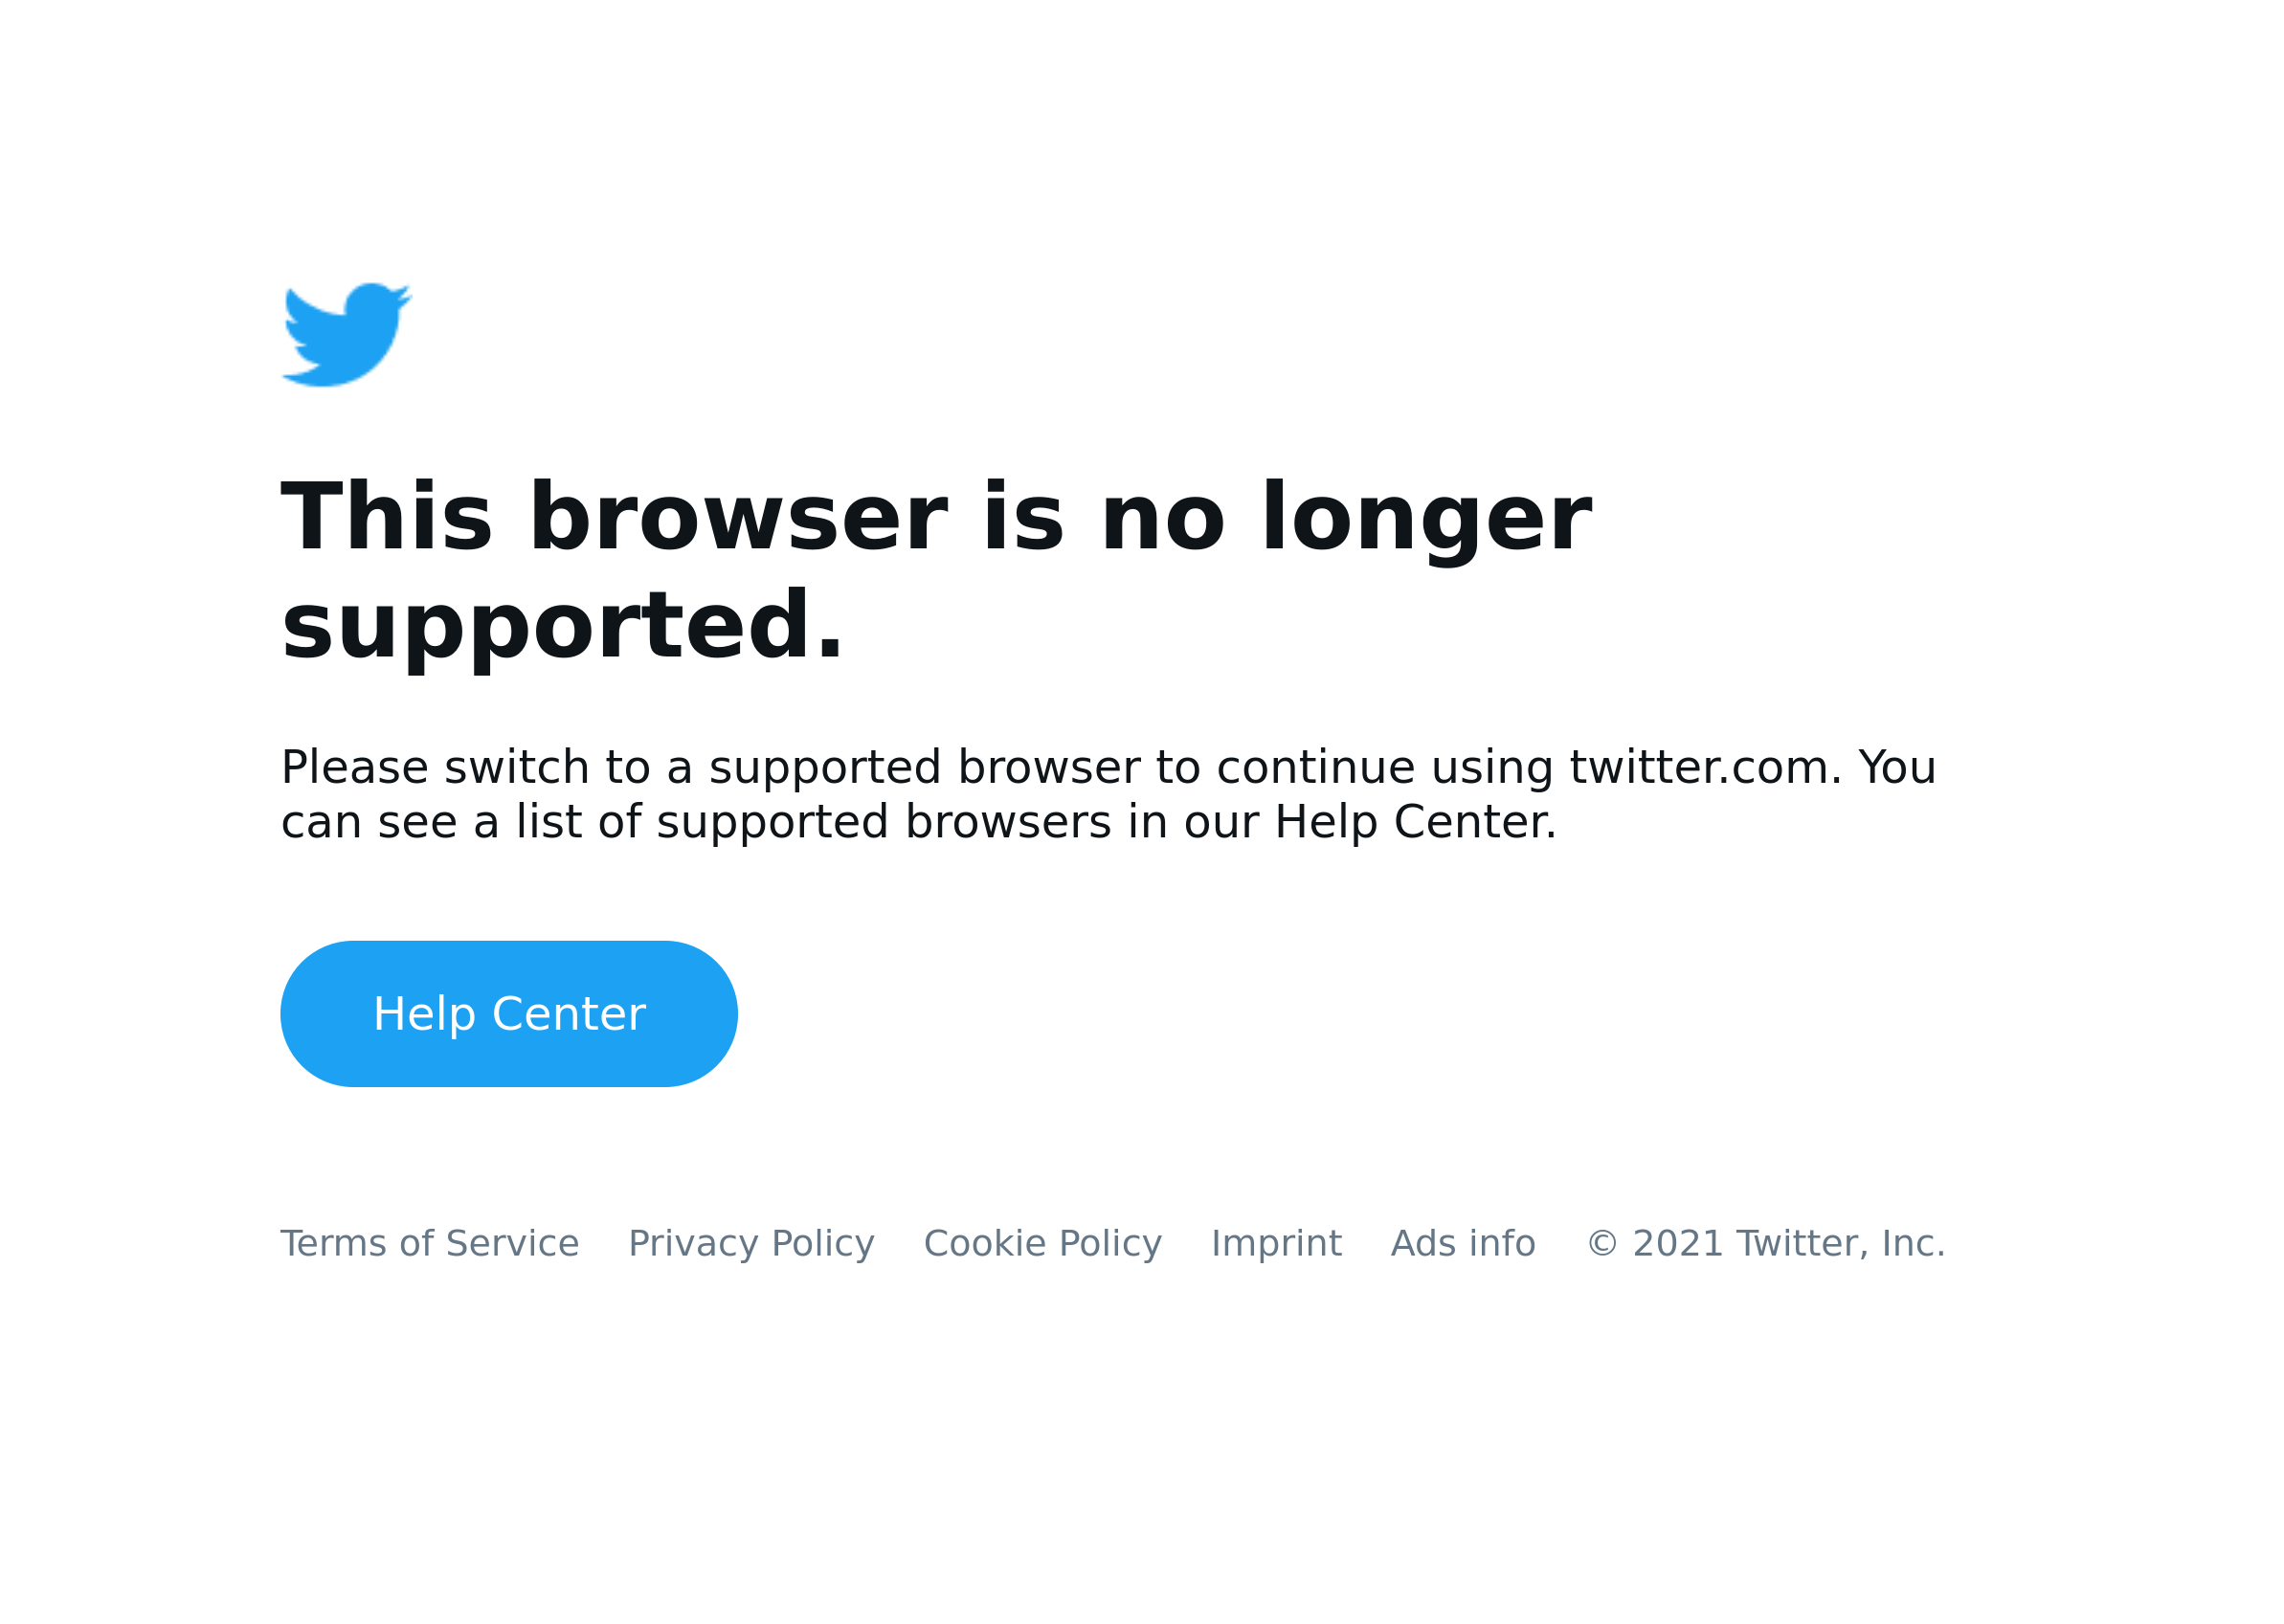 This browser is no longer
supported.
Please switch to a supported browser to continue using twitter.com. You
can see a list of supported browsers in our Help Center.
Help Center
Terms of Service Privacy Policy Cookie Policy Imprint Ads info © 2021 Twitter, Inc.